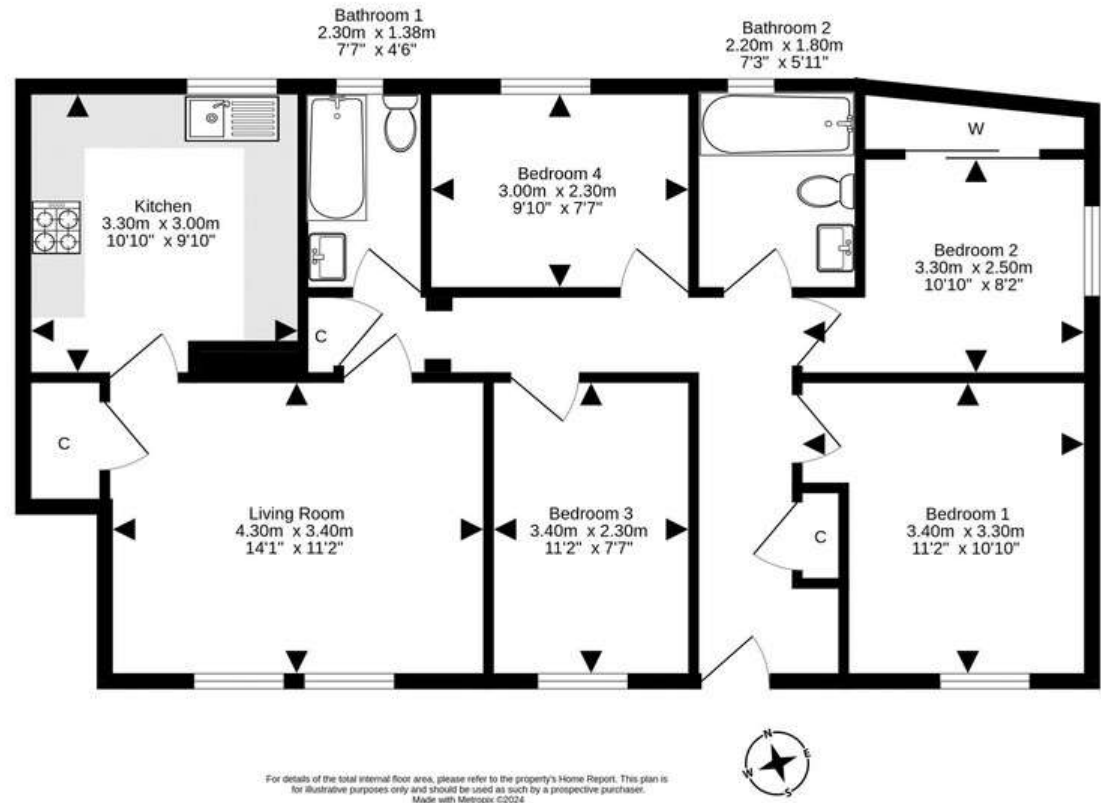 Bathroom 1
2.30m x 1.38m
7'7" x 4'6"
Bathroom 2
2.20m x 1.80m
7'3" x 5'11"
W
Bedroom 4
3.00m x 2.30m
9'10" x 7'7"
Kitchen
3.30m x 3.00m
10'10" x 9'10"
Bedroom 2
3.30m x 2.50m
10'10" x 8'2"
C
C
Living Room
4.30m x 3.40m
14'1" x 11'2"
Bedroom 3
3.40m x 2.30m
11'2" x 7'7"
C
Bedroom 1
3.40m x 3.30m
11'2" x 10'10"
N
E
W
S
For details of the total internal floor area, please refer to the property's Home Report. This plan is
for illustrative purposes only and should be used as such by a prospective purchaser.
Made with Metropix ©2024